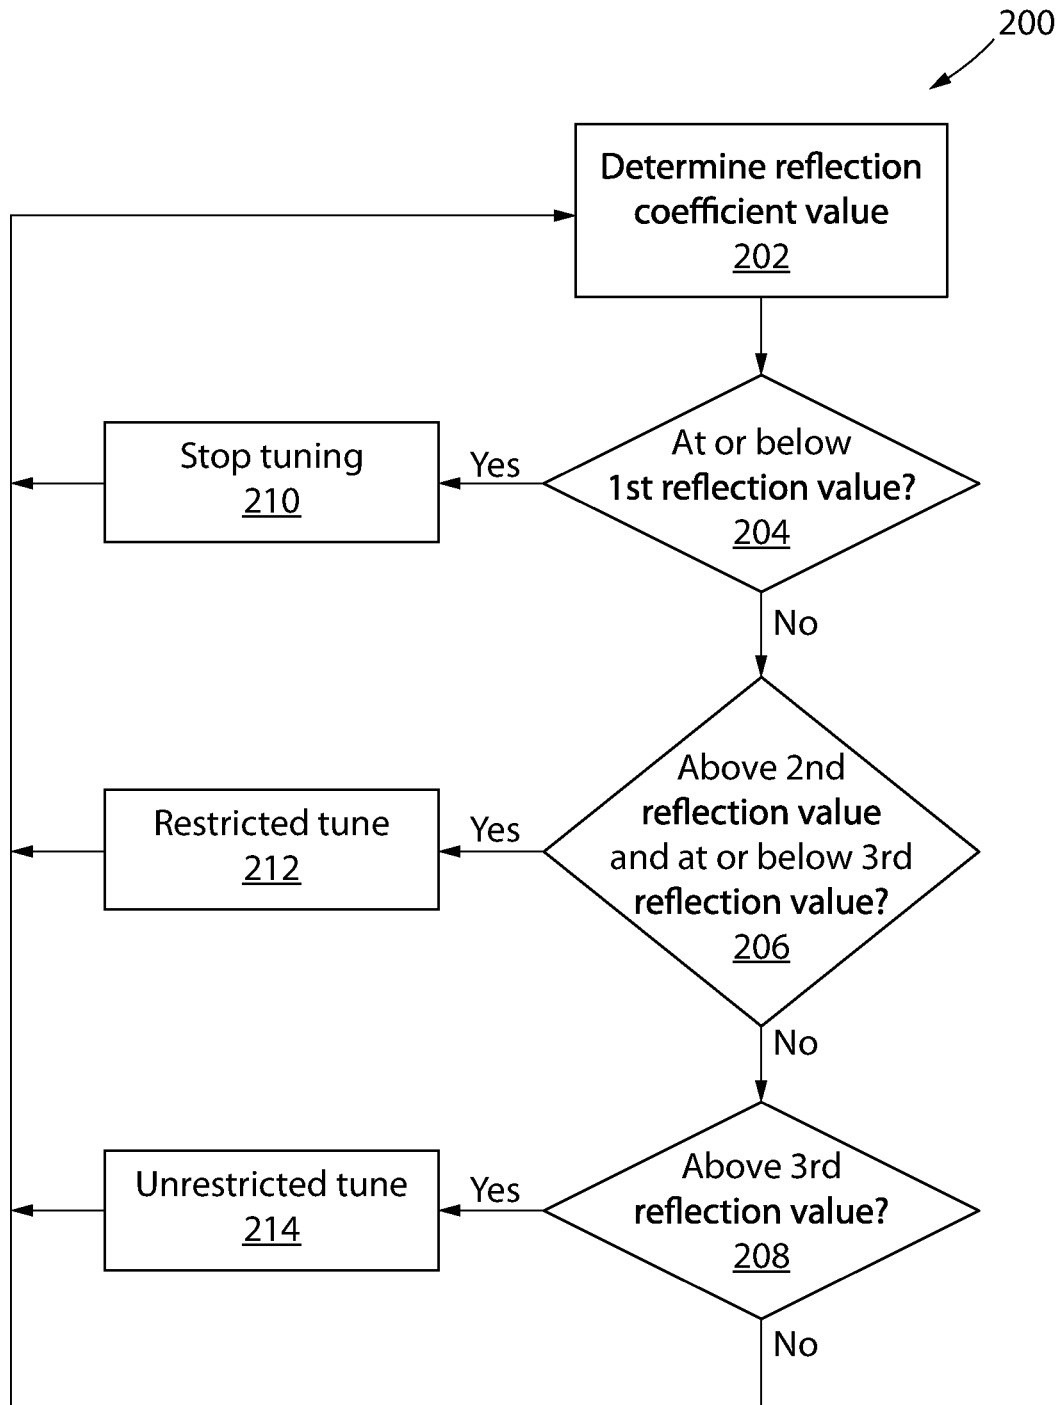 200
Determine reflection
coefficient value
202
At or below
1st reflection value?
204
Yes
Stop tuning
210
No
Above 2nd
reflection value
and at or below 3rd
reflection value?
206
Yes
Restricted tune
212
No
Above 3rd
reflection value?
208
Yes
Unrestricted tune
214
No